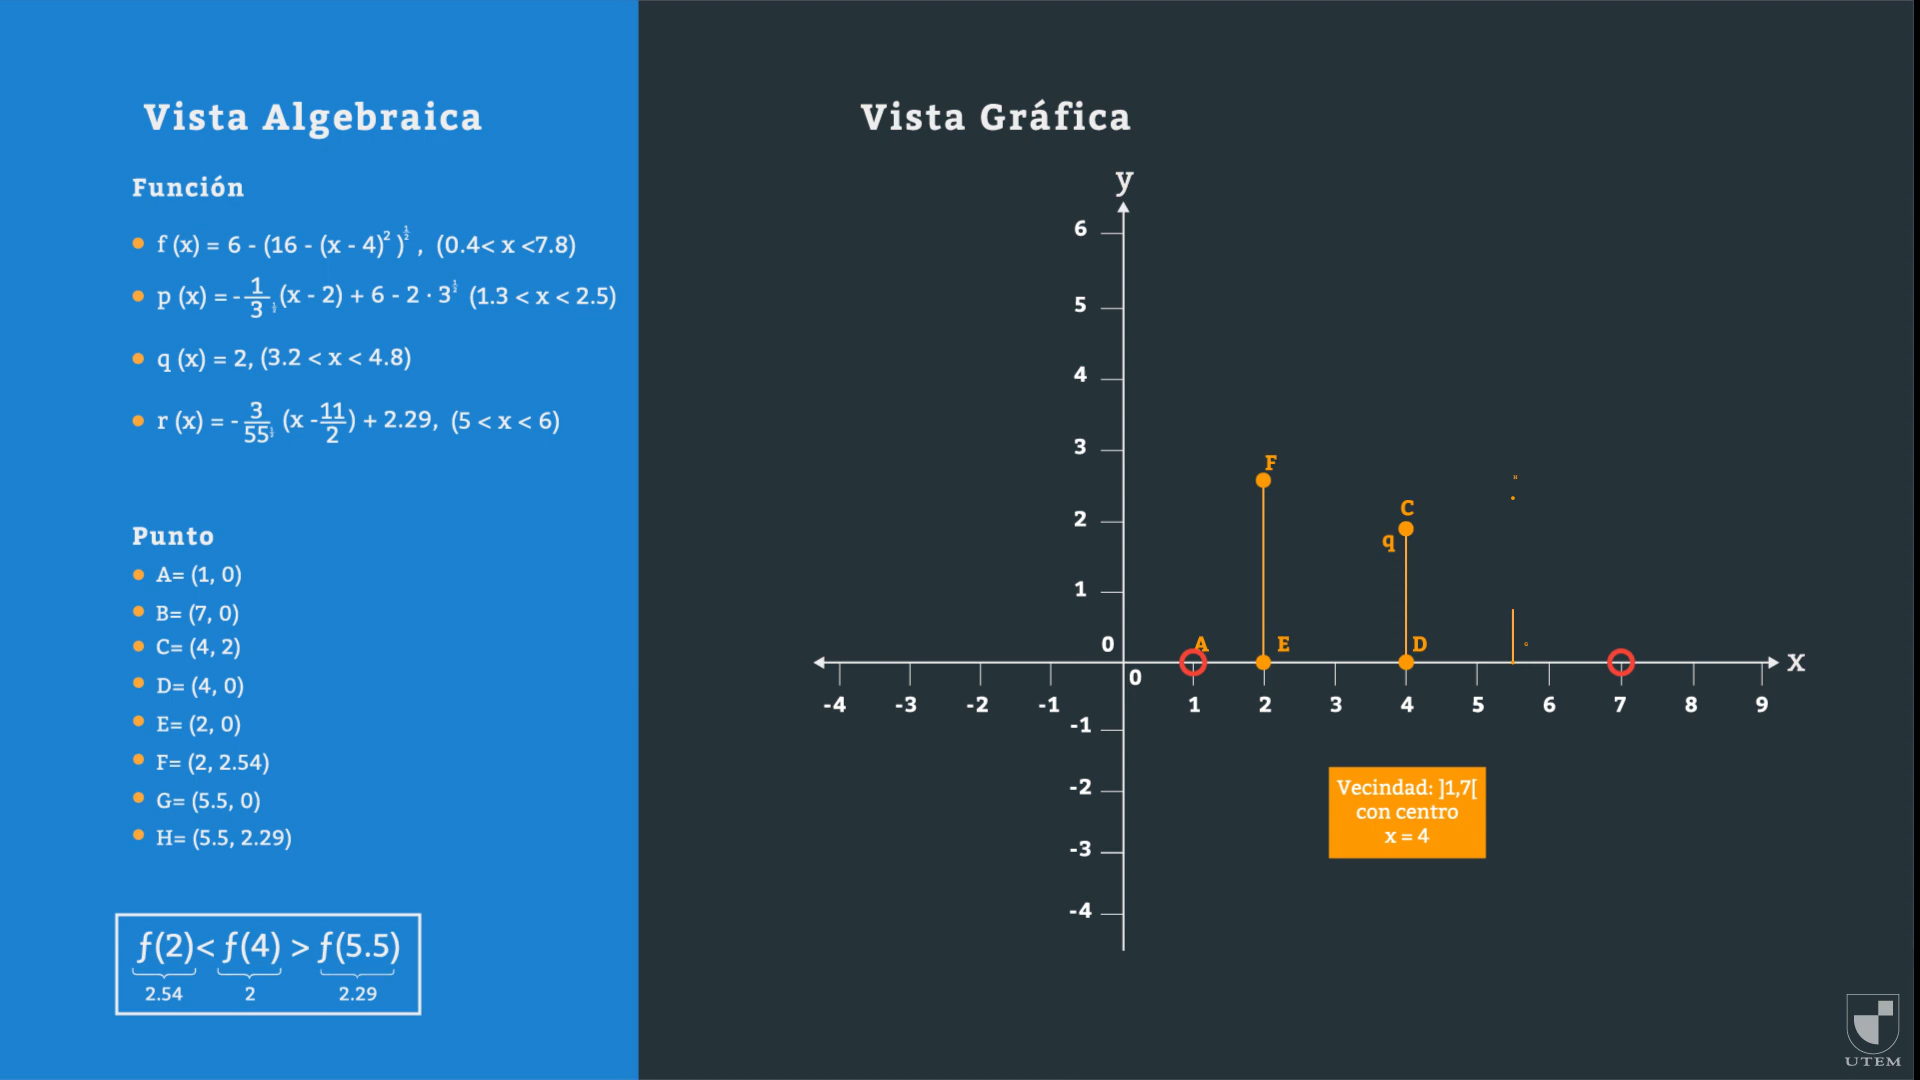 Vista Algebraica
Función
f (x) = 6 - (16 - (x - 4)² )^½ , (0.4< x <7.8)
p (x) = - 1/3^½ (x - 2) + 6 - 2 · 3^½ (1.3 < x < 2.5)
q (x) = 2, (3.2 < x < 4.8)
r (x) = - 3/55^½ (x - 11/2) + 2.29, (5 < x < 6)
Punto
A= (1, 0)
B= (7, 0)
C= (4, 2)
D= (4, 0)
E= (2, 0)
F= (2, 2.54)
G= (5.5, 0)
H= (5.5, 2.29)
ƒ(2)< ƒ(4) > ƒ(5.5)
2.54 2 2.29
Vista Gráfica
y
6
5
4
3
F
C
2
q
1
0 A E D
x
0
-4 -3 -2 -1 1 2 3 4 5 6 7 8 9
-1
-2
-3
-4
Vecindad: ]1,7[
con centro
x = 4
UTEM